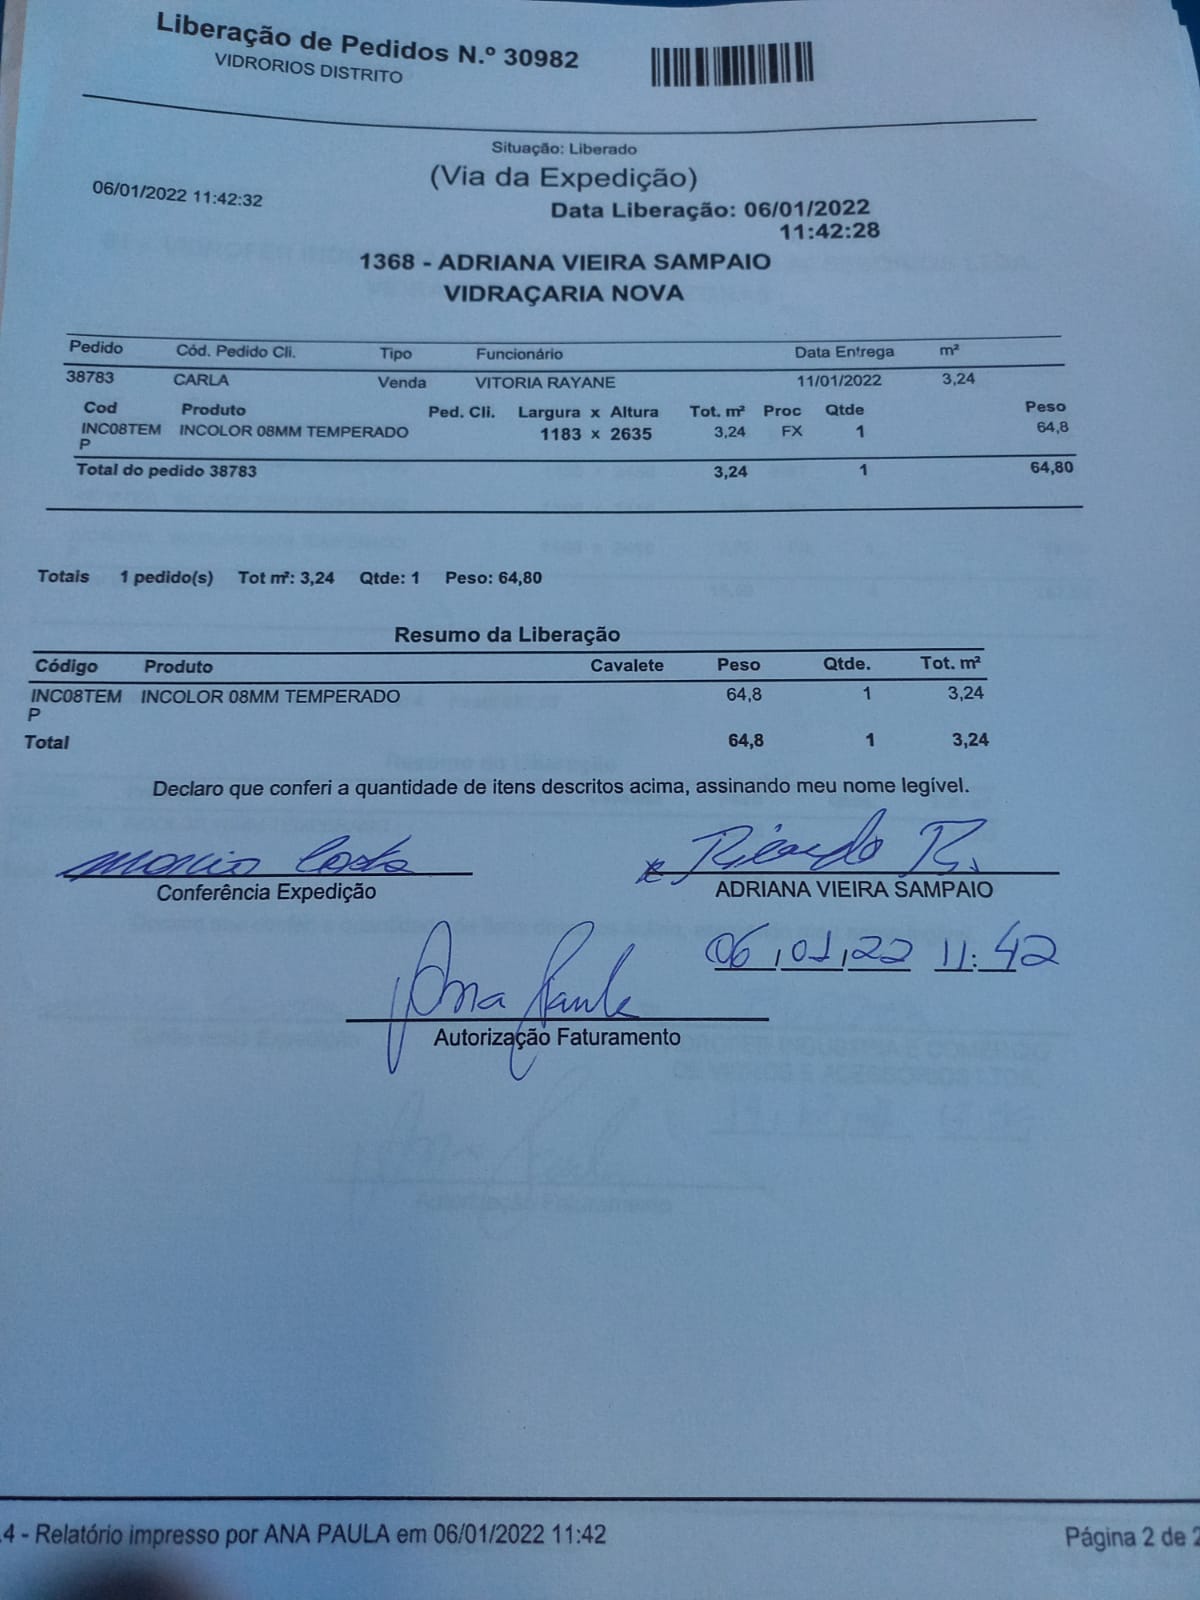 Liberação de Pedidos N.º 30982
VIDRORIOS DISTRITO
Situação: Liberado
(Via da Expedição)
06/01/2022 11:42:32
Data Liberação: 06/01/2022
11:42:28
1368 - ADRIANA VIEIRA SAMPAIO
VIDRAÇARIA NOVA
Pedido Cód. Pedido Cli. Tipo Funcionário Data Entrega m²
38783 CARLA Venda VITORIA RAYANE 11/01/2022 3,24
Cod Produto Ped. Cli. Largura x Altura Tot. m² Proc Qtde Peso
INC08TEM INCOLOR 08MM TEMPERADO 1183 x 2635 3,24 FX 1 64,8
P
Total do pedido 38783 3,24 1 64,80
Totais 1 pedido(s) Tot m²: 3,24 Qtde: 1 Peso: 64,80
Resumo da Liberação
Código Produto Cavalete Peso Qtde. Tot. m²
INC08TEM INCOLOR 08MM TEMPERADO 64,8 1 3,24
P
Total 64,8 1 3,24
Declaro que conferi a quantidade de itens descritos acima, assinando meu nome legível.
Marcio Costa Ricardo R.
Conferência Expedição ADRIANA VIEIRA SAMPAIO
06/01/22 11:42
Ana Paula
Autorização Faturamento
.4 - Relatório impresso por ANA PAULA em 06/01/2022 11:42 Página 2 de 2